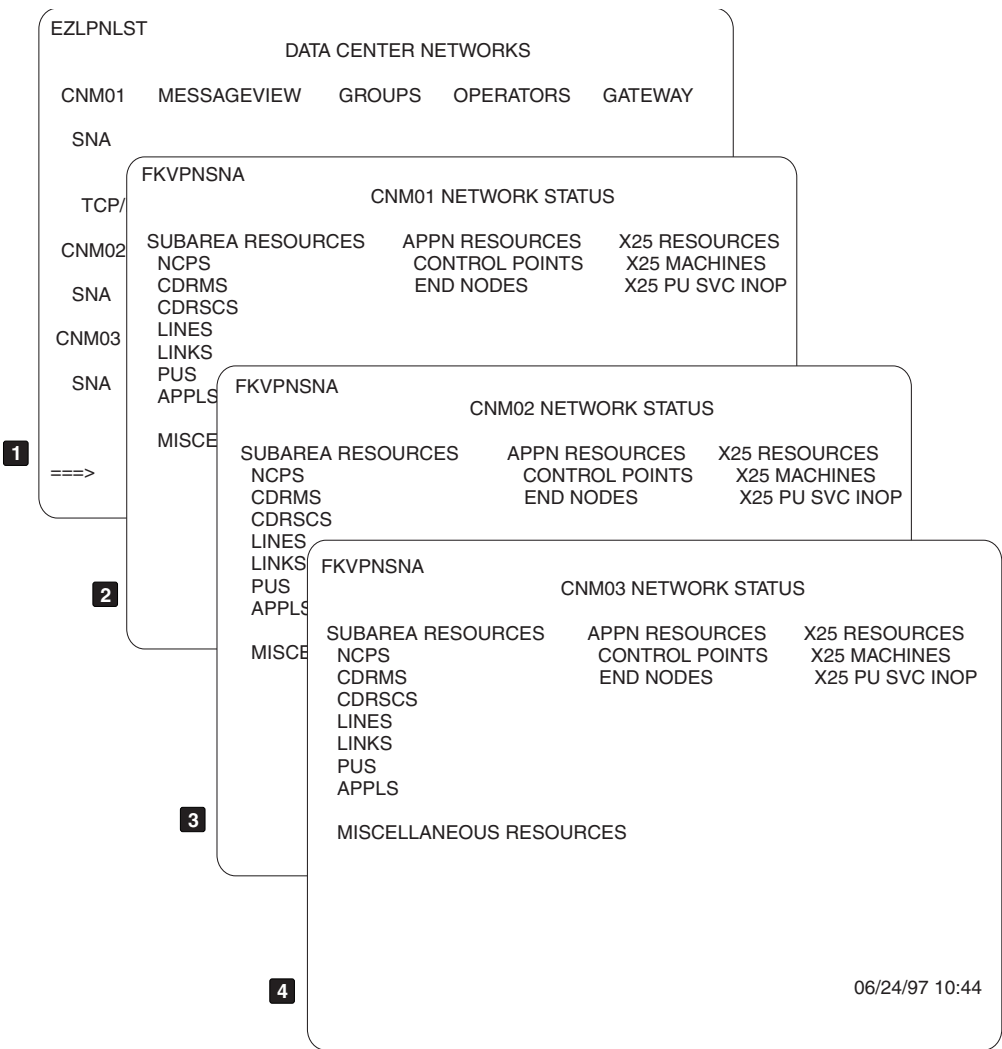 EZLPNLST
DATA CENTER NETWORKS
CNM01 MESSAGEVIEW GROUPS OPERATORS GATEWAY
SNA
TCP/
CNM02
SNA
CNM03
SNA
1
===>
FKVPNSNA
CNM01 NETWORK STATUS
SUBAREA RESOURCES APPN RESOURCES X25 RESOURCES
NCPS CONTROL POINTS X25 MACHINES
CDRMS END NODES X25 PU SVC INOP
CDRSCS
LINES
LINKS
PUS
APPLS
MISCE
2
FKVPNSNA
CNM02 NETWORK STATUS
SUBAREA RESOURCES APPN RESOURCES X25 RESOURCES
NCPS CONTROL POINTS X25 MACHINES
CDRMS END NODES X25 PU SVC INOP
CDRSCS
LINES
LINKS
PUS
APPLS
MISCE
3
FKVPNSNA
CNM03 NETWORK STATUS
SUBAREA RESOURCES APPN RESOURCES X25 RESOURCES
NCPS CONTROL POINTS X25 MACHINES
CDRMS END NODES X25 PU SVC INOP
CDRSCS
LINES
LINKS
PUS
APPLS
MISCELLANEOUS RESOURCES
4
06/24/97 10:44